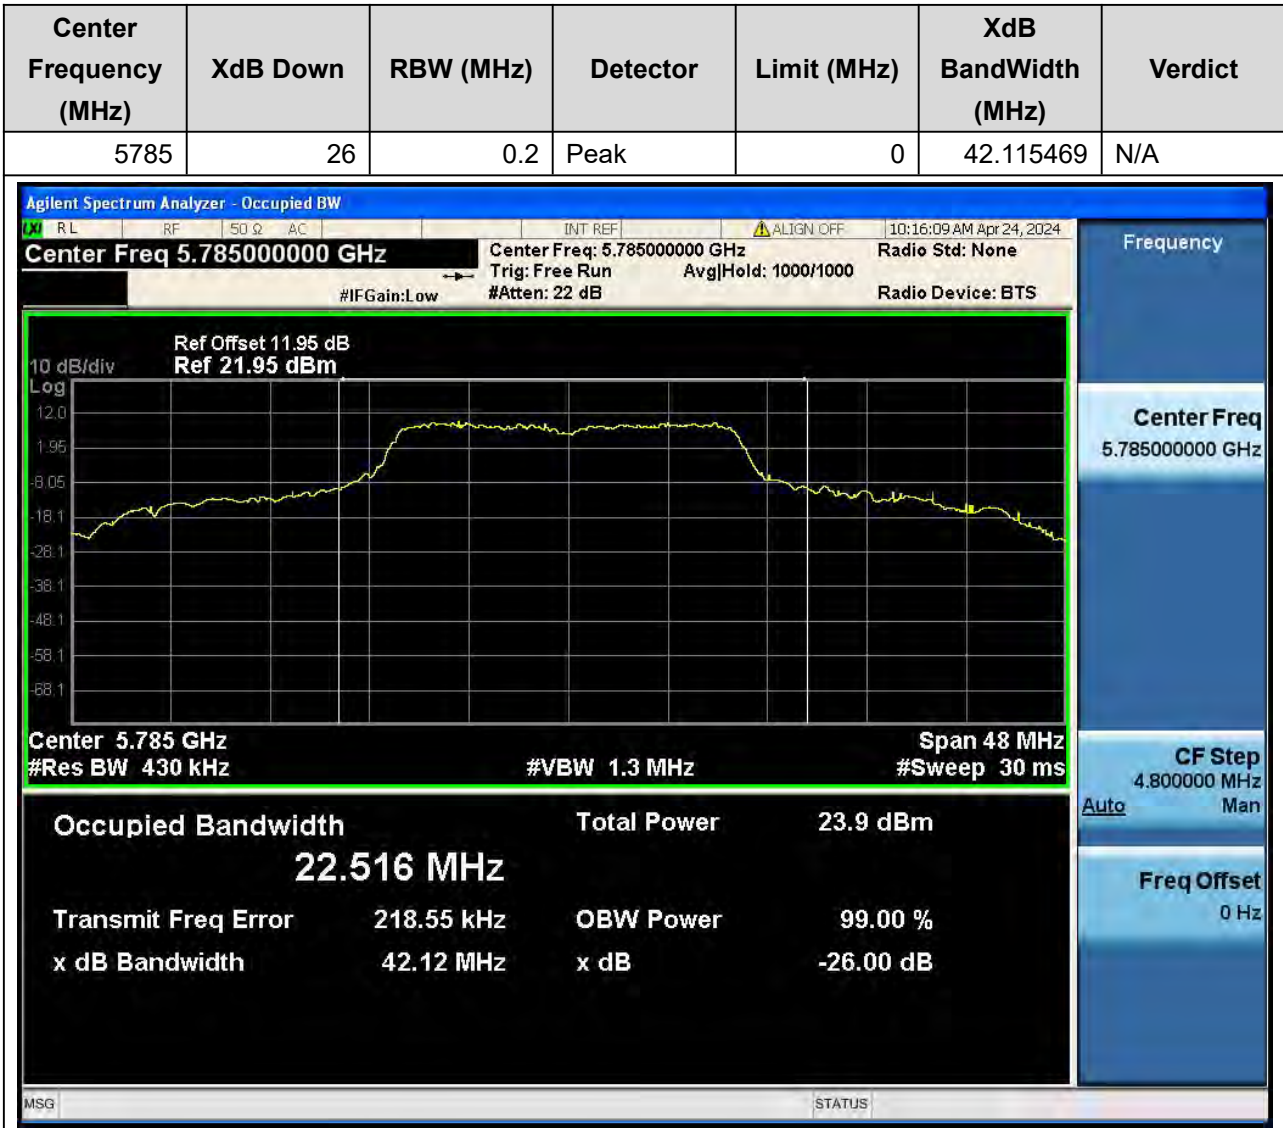 Center Frequency (MHz) XdB Down RBW (MHz) Detector Limit (MHz) XdB BandWidth (MHz) Verdict
5785 26 0.2 Peak 0 42.115469 N/A
Agilent Spectrum Analyzer - Occupied BW
LXI RL RF 50 Ω AC INT REF ALIGN OFF 10:16:09 AM Apr 24, 2024
Center Freq 5.785000000 GHz
Center Freq: 5.785000000 GHz
Radio Std: None
Trig: Free Run Avg|Hold: 1000/1000
#IFGain:Low #Atten: 22 dB Radio Device: BTS
Ref Offset 11.95 dB
10 dB/div Ref 21.95 dBm
Log
12.0
1.95
-8.05
-18.1
-28.1
-38.1
-48.1
-58.1
-68.1
Center 5.785 GHz Span 48 MHz
#Res BW 430 kHz #VBW 1.3 MHz #Sweep 30 ms
Occupied Bandwidth Total Power 23.9 dBm
22.516 MHz
Transmit Freq Error 218.55 kHz OBW Power 99.00 %
x dB Bandwidth 42.12 MHz x dB -26.00 dB
MSG STATUS
Frequency
Center Freq
5.785000000 GHz
CF Step
4.800000 MHz
Auto Man
Freq Offset
0 Hz